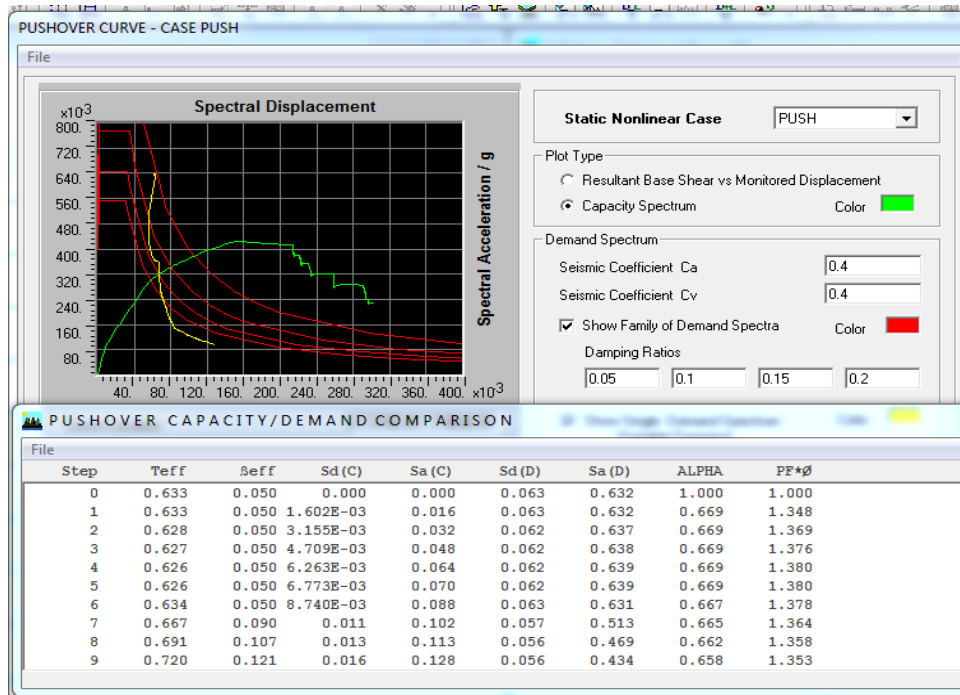 PUSHOVER CURVE - CASE PUSH
File
Spectral Displacement
x10³
800.
720.
640.
560.
480.
400.
320.
240.
160.
80.
Spectral Acceleration / g
40. 80. 120. 160. 200. 240. 280. 320. 360. 400. x10³
Static Nonlinear Case PUSH
Plot Type
Resultant Base Shear vs Monitored Displacement
Capacity Spectrum Color
Demand Spectrum
Seismic Coefficient Ca 0.4
Seismic Coefficient Cv 0.4
Show Family of Demand Spectra Color
Damping Ratios
0.05 0.1 0.15 0.2
PUSHOVER CAPACITY/DEMAND COMPARISON
File
Step Teff ßeff Sd(C) Sa(C) Sd(D) Sa(D) ALPHA PF*Ø
0 0.633 0.050 0.000 0.000 0.063 0.632 1.000 1.000
1 0.633 0.050 1.602E-03 0.016 0.063 0.632 0.669 1.348
2 0.628 0.050 3.155E-03 0.032 0.062 0.637 0.669 1.369
3 0.627 0.050 4.709E-03 0.048 0.062 0.638 0.669 1.376
4 0.626 0.050 6.263E-03 0.064 0.062 0.639 0.669 1.380
5 0.626 0.050 6.773E-03 0.070 0.062 0.639 0.669 1.380
6 0.634 0.050 8.740E-03 0.088 0.063 0.631 0.667 1.378
7 0.667 0.090 0.011 0.102 0.057 0.513 0.665 1.364
8 0.691 0.107 0.013 0.113 0.056 0.469 0.662 1.358
9 0.720 0.121 0.016 0.128 0.056 0.434 0.658 1.353